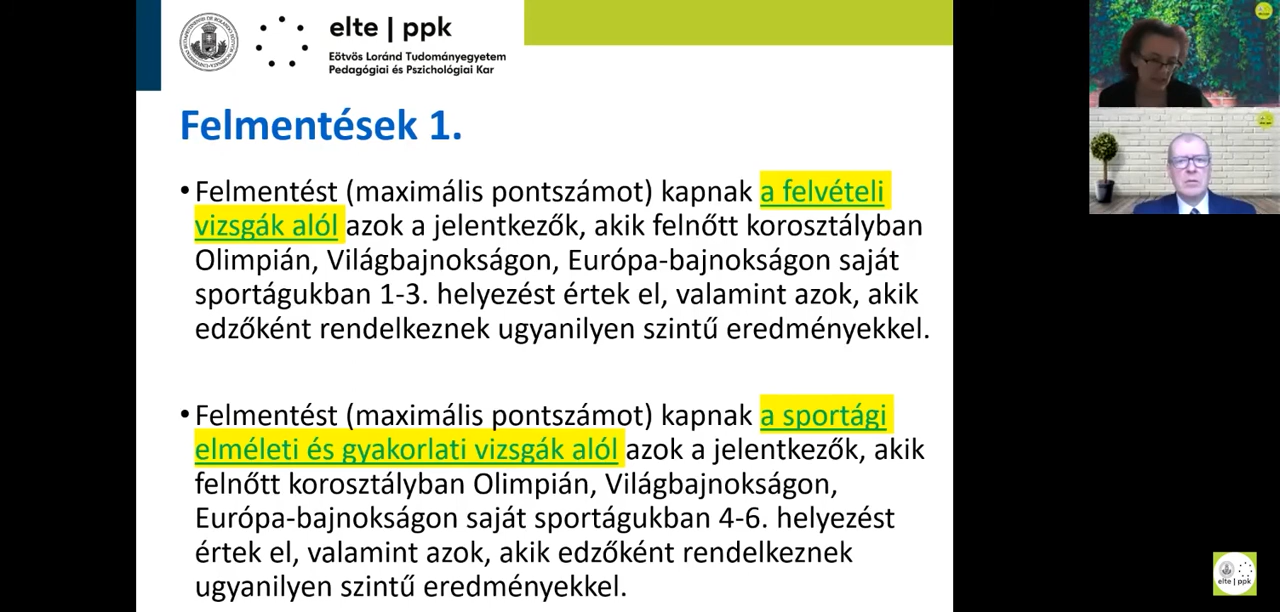 elte | ppk
Eötvös Loránd Tudományegyetem
Pedagógiai és Pszichológiai Kar
Felmentések 1.
•Felmentést (maximális pontszámot) kapnak a felvételi
vizsgák alól azok a jelentkezők, akik felnőtt korosztályban
Olimpián, Világbajnokságon, Európa-bajnokságon saját
sportágukban 1-3. helyezést értek el, valamint azok, akik
edzőként rendelkeznek ugyanilyen szintű eredményekkel.
•Felmentést (maximális pontszámot) kapnak a sportági
elméleti és gyakorlati vizsgák alól azok a jelentkezők, akik
felnőtt korosztályban Olimpián, Világbajnokságon,
Európa-bajnokságon saját sportágukban 4-6. helyezést
értek el, valamint azok, akik edzőként rendelkeznek
ugyanilyen szintű eredményekkel.
elte | ppk